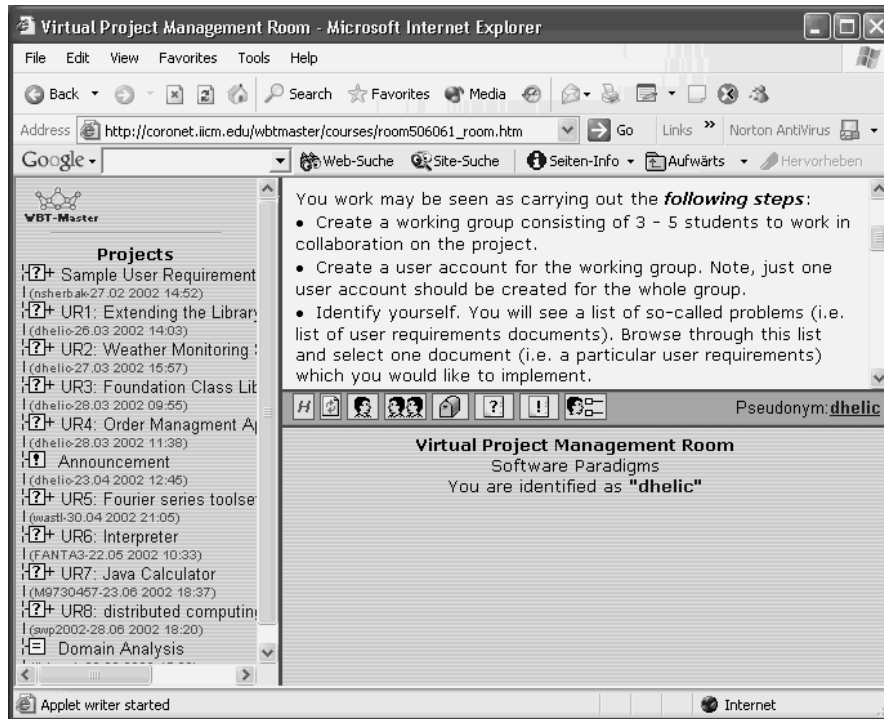 Virtual Project Management Room - Microsoft Internet Explorer
File Edit View Favorites Tools Help
Back Search Favorites Media
Address http://coronet.iicm.edu/wbtmaster/courses/room506061_room.htm Go Links » Norton AntiVirus
Google Web-Suche Site-Suche Seiten-Info Aufwärts Hervorheben
WBT-Master
Projects
Sample User Requirement
(nsherbak-27.02 2002 14:52)
UR1: Extending the Library
(dhelic-26.03 2002 14:03)
UR2: Weather Monitoring
(dhelic-27.03 2002 15:57)
UR3: Foundation Class Lib
(dhelic-28.03 2002 09:55)
UR4: Order Managment Ap
(dhelic-28.03 2002 11:38)
Announcement
(dhelic-23.04 2002 12:45)
UR5: Fourier series toolse
(wastl-30.04 2002 21:05)
UR6: Interpreter
(FANTA3-22.05 2002 10:33)
UR7: Java Calculator
(M9730457-23.06 2002 18:37)
UR8: distributed computing
(swp2002-28.06 2002 18:20)
Domain Analysis
You work may be seen as carrying out the following steps:
• Create a working group consisting of 3 - 5 students to work in
collaboration on the project.
• Create a user account for the working group. Note, just one
user account should be created for the whole group.
• Identify yourself. You will see a list of so-called problems (i.e.
list of user requirements documents). Browse through this list
and select one document (i.e. a particular user requirements)
which you would like to implement.
H Pseudonym:dhelic
Virtual Project Management Room
Software Paradigms
You are identified as "dhelic"
Applet writer started Internet